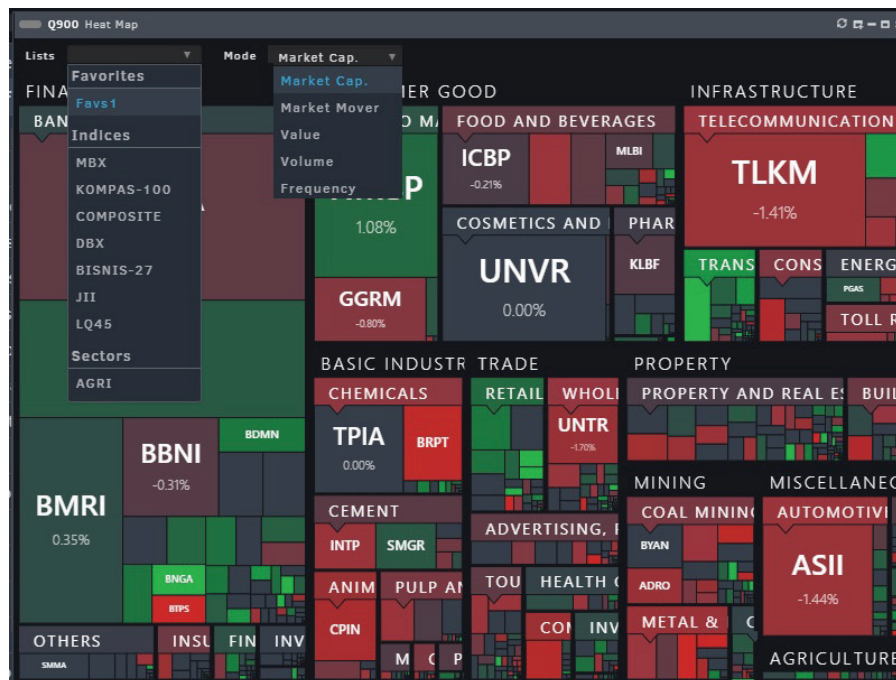 Q900 Heat Map
Lists
Mode
Market Cap.
Favorites
Favs1
Indices
MBX
KOMPAS-100
COMPOSITE
DBX
BISNIS-27
JII
LQ45
Sectors
AGRI
Market Cap.
Market Mover
Value
Volume
Frequency
FINA
BAN
BMRI
0.35%
BBNI
-0.31%
BDMN
BNGA
BTPS
OTHERS
SMMA
INSU
FIN
INV
ER GOOD
O MA
P
1.08%
GGRM
-0.80%
FOOD AND BEVERAGES
ICBP
-0.21%
MLBI
COSMETICS AND
UNVR
0.00%
PHAR
KLBF
INFRASTRUCTURE
TELECOMMUNICATION
TLKM
-1.41%
TRANS
CONS
ENERG
PGAS
TOLL R
BASIC INDUSTR
CHEMICALS
TPIA
0.00%
BRPT
CEMENT
INTP
SMGR
ANIM
CPIN
PULP AN
M
C
P
TRADE
RETAIL
WHOL
UNTR
-1.70%
ADVERTISING,
TOU
HEALTH
CO
INV
PROPERTY
PROPERTY AND REAL ES
BUIL
MINING
COAL MINING
BYAN
ADRO
METAL &
MISCELLANEO
AUTOMOTIVE
ASII
-1.44%
AGRICULTURE